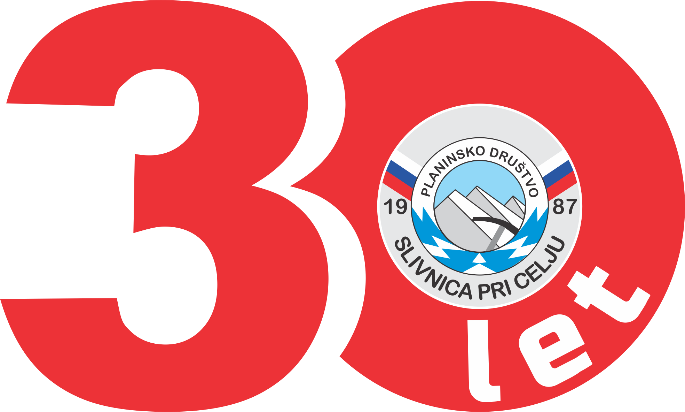 30
PLANINSKO DRUŠTVO
19 87
SLIVNICA PRI CELJU
let